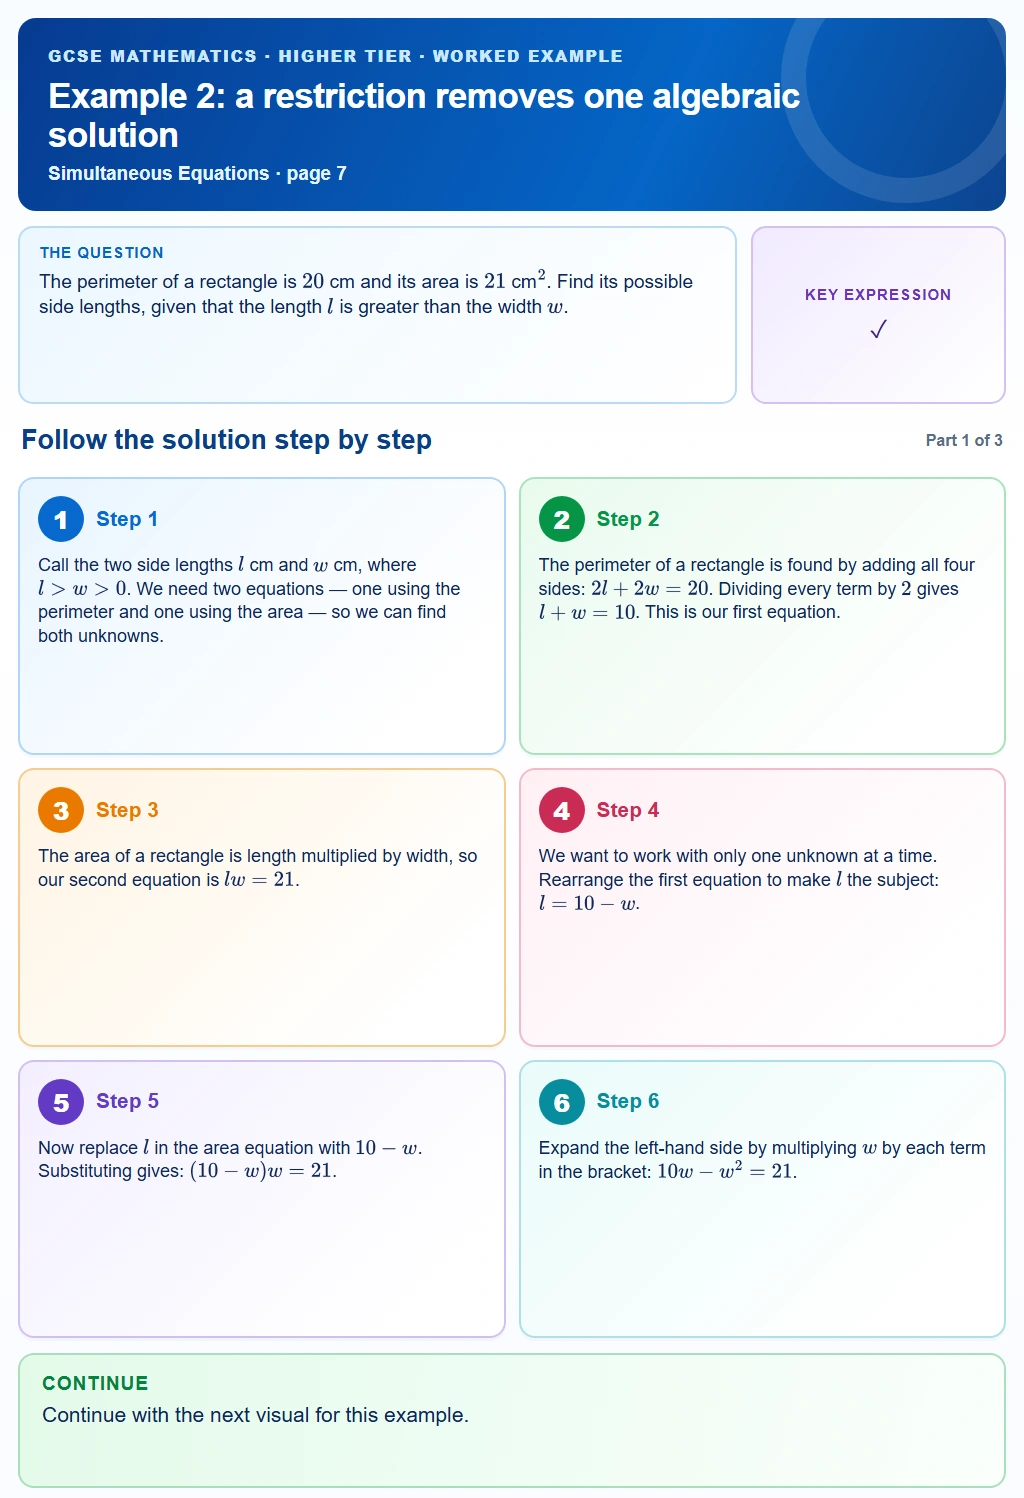 GCSE MATHEMATICS · HIGHER TIER · WORKED EXAMPLE
Example 2: a restriction removes one algebraic
solution
Simultaneous Equations · page 7
THE QUESTION
The perimeter of a rectangle is 20 cm and its area is 21 cm². Find its possible
side lengths, given that the length l is greater than the width w.
KEY EXPRESSION
✓
Follow the solution step by step
Part 1 of 3
1 Step 1
Call the two side lengths l cm and w cm, where
l > w > 0. We need two equations — one using the
perimeter and one using the area — so we can find
both unknowns.
2 Step 2
The perimeter of a rectangle is found by adding all four
sides: 2l + 2w = 20. Dividing every term by 2 gives
l + w = 10. This is our first equation.
3 Step 3
The area of a rectangle is length multiplied by width, so
our second equation is lw = 21.
4 Step 4
We want to work with only one unknown at a time.
Rearrange the first equation to make l the subject:
l = 10 − w.
5 Step 5
Now replace l in the area equation with 10 − w.
Substituting gives: (10 − w)w = 21.
6 Step 6
Expand the left-hand side by multiplying w by each term
in the bracket: 10w − w² = 21.
CONTINUE
Continue with the next visual for this example.